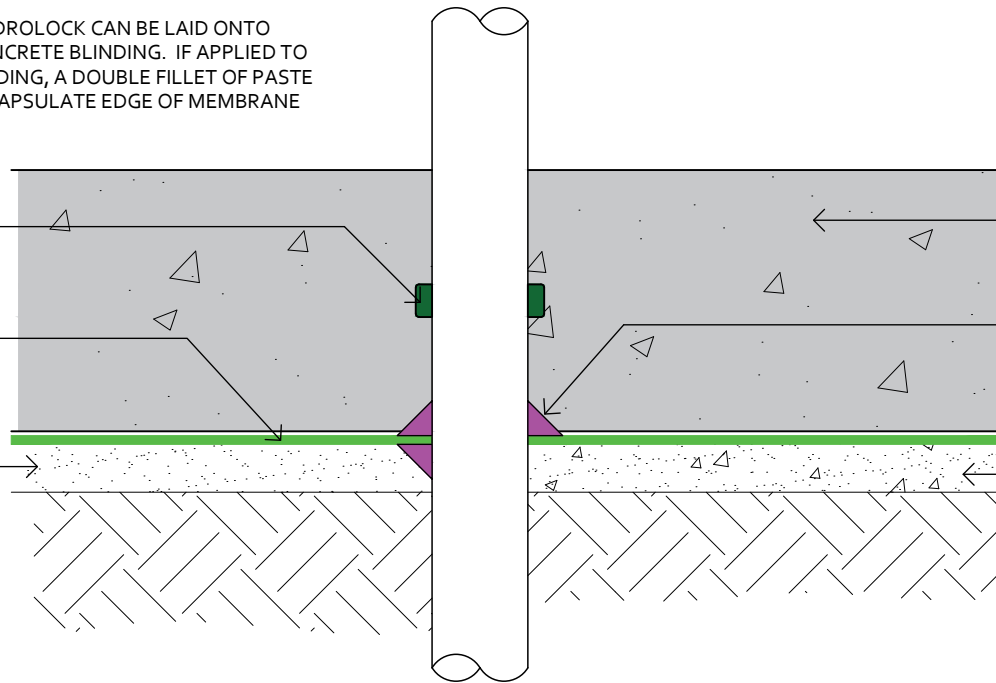 DROLOCK CAN BE LAID ONTO
NCRETE BLINDING. IF APPLIED TO
DING, A DOUBLE FILLET OF PASTE
APSULATE EDGE OF MEMBRANE